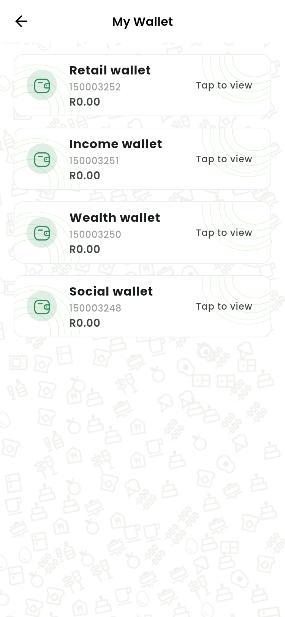 My Wallet
Retail wallet
150003252
R0.00
Tap to view
Income wallet
150003251
R0.00
Tap to view
Wealth wallet
150003250
R0.00
Tap to view
Social wallet
150003248
R0.00
Tap to view